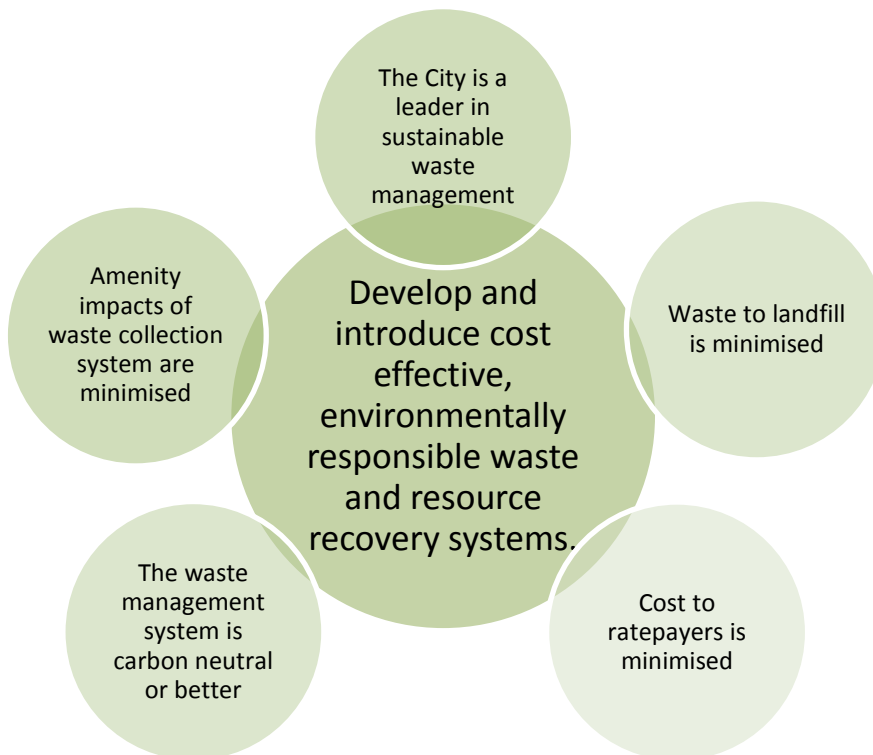 The City is a
leader in
sustainable
waste
management
Amenity
impacts of
waste collection
system are
minimised
Develop and
introduce cost
effective,
environmentally
responsible waste
and resource
recovery systems.
Waste to landfill
is minimised
The waste
management
system is
carbon neutral
or better
Cost to
ratepayers is
minimised